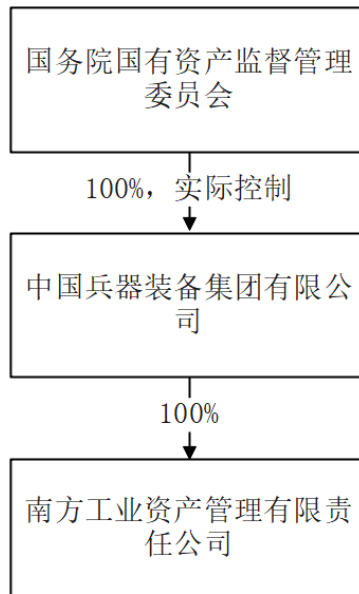 国务院国有资产监督管理
委员会
100%，实际控制
中国兵器装备集团有限公
司
100%
南方工业资产管理有限责
任公司